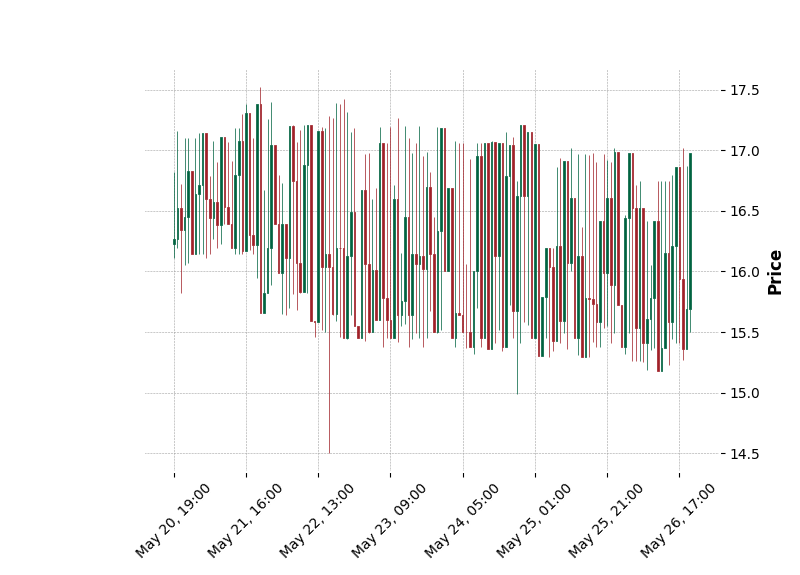 17.5
17.0
16.5
16.0
15.5
15.0
14.5
Price
May 20, 19:00
May 21, 16:00
May 22, 13:00
May 23, 09:00
May 24, 05:00
May 25, 01:00
May 25, 21:00
May 26, 17:00